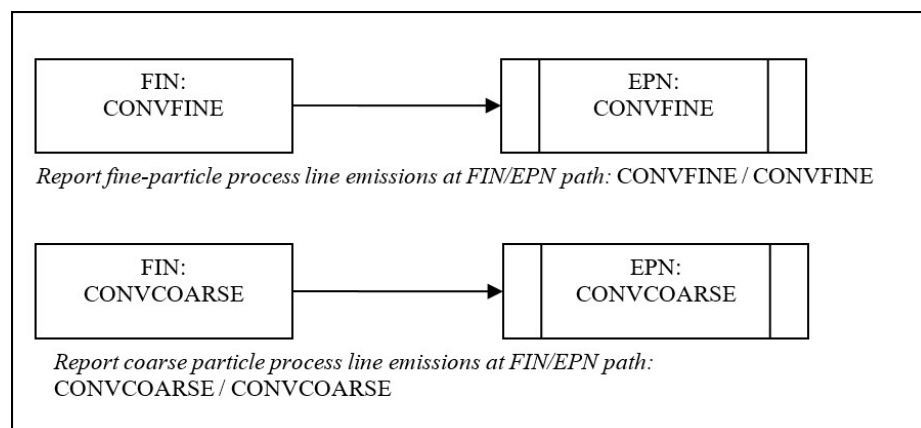 FIN:
CONVFINE
EPN:
CONVFINE
Report fine-particle process line emissions at FIN/EPN path: CONVFINE / CONVFINE
FIN:
CONVCOARSE
EPN:
CONVCOARSE
Report coarse particle process line emissions at FIN/EPN path:
CONVCOARSE / CONVCOARSE